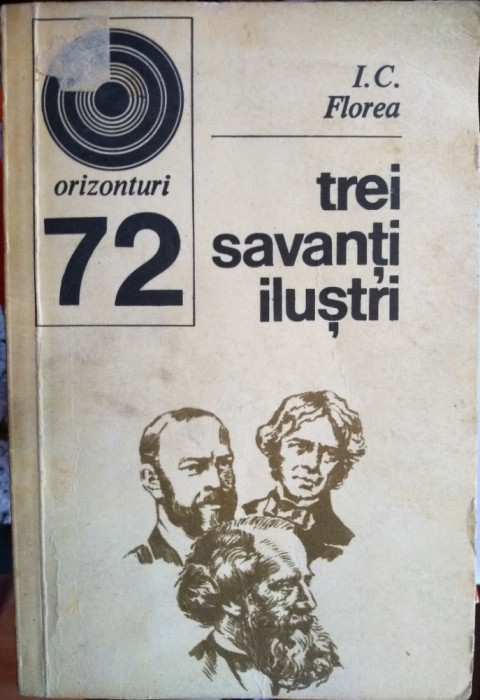 orizonturi
72
I.C.
Florea
trei
savanți
iluștri